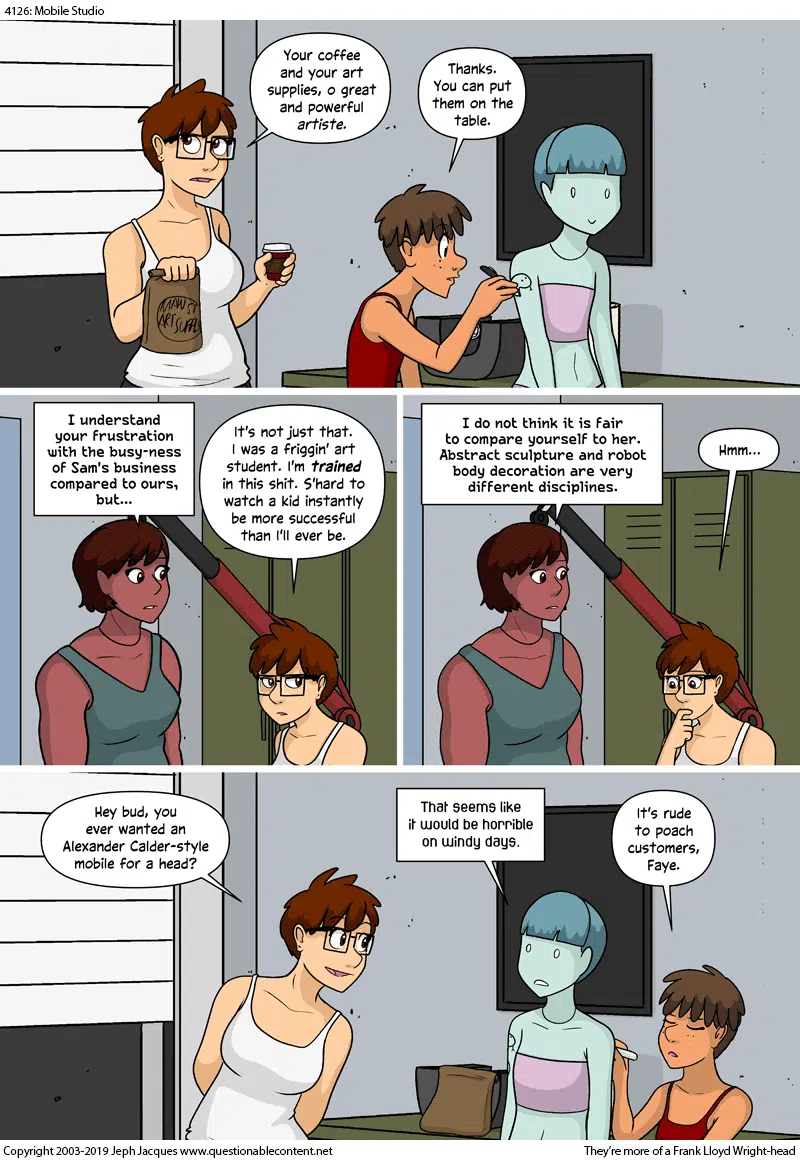 4126: Mobile Studio
Your coffee
and your art
supplies, o great
and powerful
artiste.
Thanks.
You can put
them on the
table.
MAIN ST
ART SUPPL
I understand
your frustration
with the busy-ness
of Sam's business
compared to ours,
but...
It's not just that.
I was a friggin' art
student. I'm trained
in this shit. S'hard to
watch a kid instantly
be more successful
than I'll ever be.
I do not think it is fair
to compare yourself to her.
Abstract sculpture and robot
body decoration are very
different disciplines.
Hmm...
Hey bud, you
ever wanted an
Alexander Calder-style
mobile for a head?
That seems like
it would be horrible
on windy days.
It's rude
to poach
customers,
Faye.
Copyright 2003-2019 Jeph Jacques www.questionablecontent.net
They're more of a Frank Lloyd Wright-head